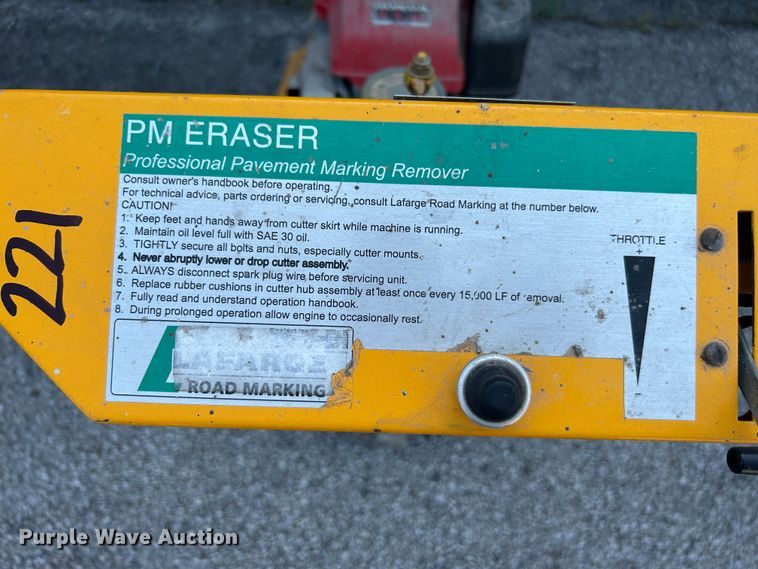 PM ERASER
Professional Pavement Marking Remover
Consult owner's handbook before operating.
For technical advice, parts ordering or servicing, consult Lafarge Road Marking at the number below.
CAUTION!
1. Keep feet and hands away from cutter skirt while machine is running.
2. Maintain oil level full with SAE 30 oil.
3. TIGHTLY secure all bolts and nuts, especially cutter mounts.
4. Never abruptly lower or drop cutter assembly.
5. ALWAYS disconnect spark plug wire before servicing unit.
6. Replace rubber cushions in cutter hub assembly at least once every 15,000 LF of removal.
7. Fully read and understand operation handbook.
8. During prolonged operation allow engine to occasionally rest.
THROTTLE
+
-
LAFARGE
ROAD MARKING
221
Purple Wave Auction